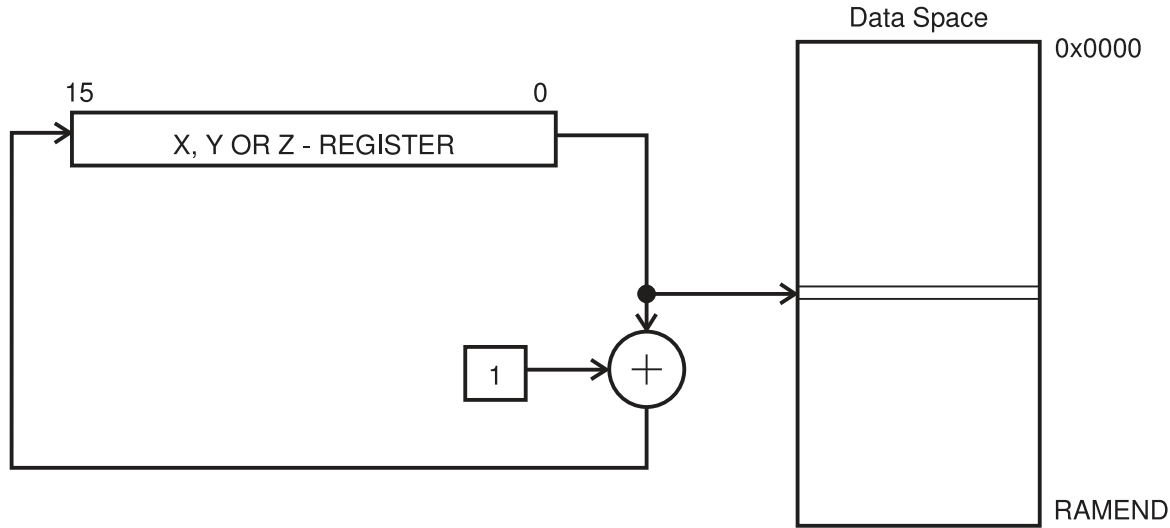 Data Space
0x0000
15
0
X, Y OR Z - REGISTER
1
+
RAMEND